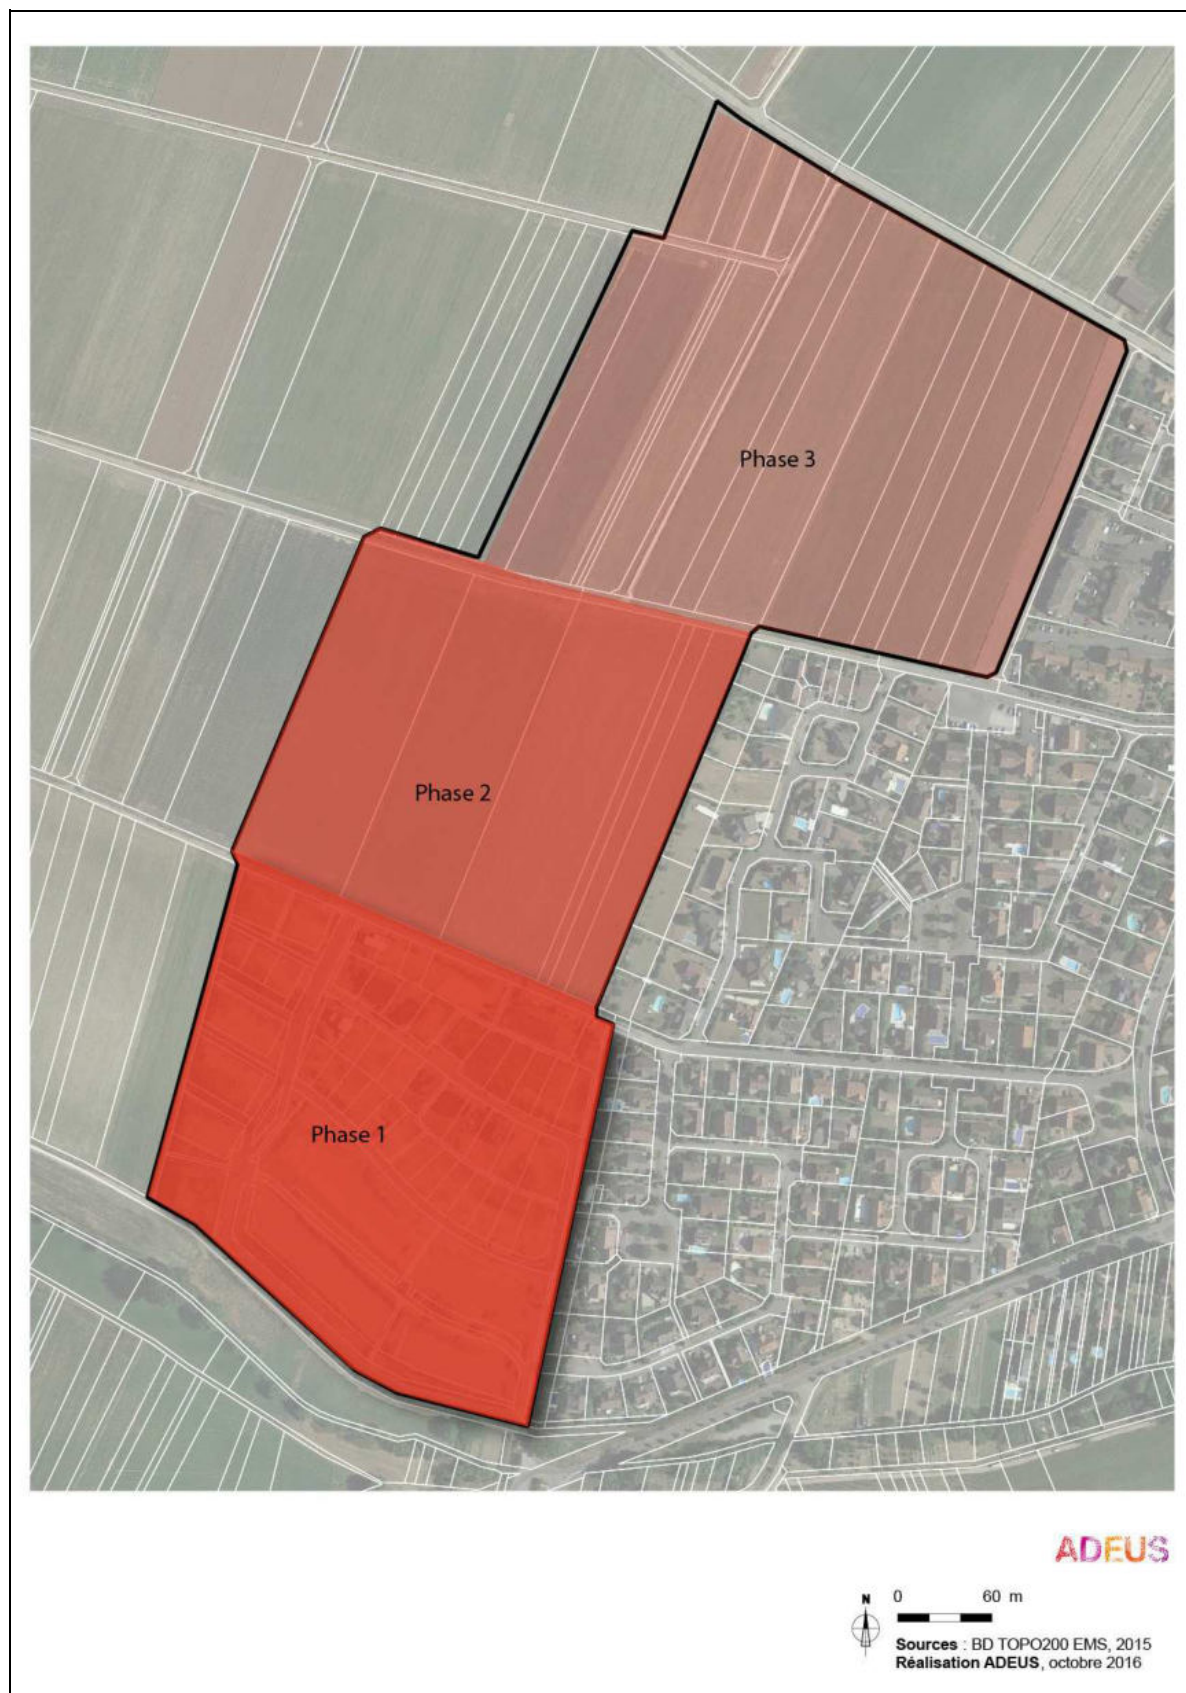 Phase 3
Phase 2
Phase 1
ADEUS
N
0 60 m
Sources : BD TOPO200 EMS, 2015
Réalisation ADEUS, octobre 2016